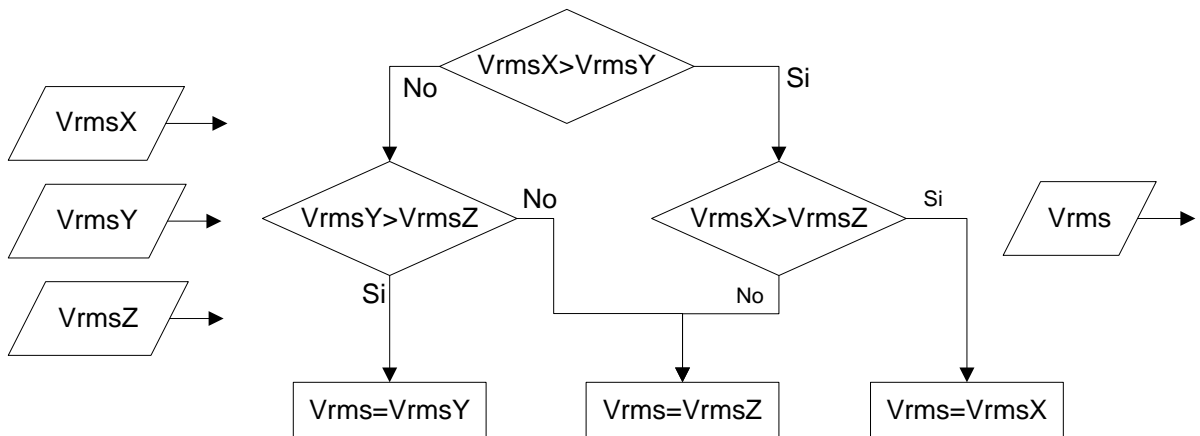 VrmsX>VrmsY
No
Si
VrmsX
VrmsY
VrmsZ
VrmsY>VrmsZ
No
Si
VrmsX>VrmsZ
Si
No
Vrms
Vrms=VrmsY
Vrms=VrmsZ
Vrms=VrmsX